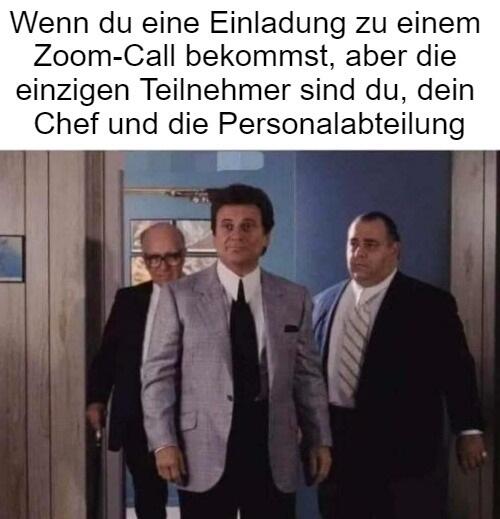 Wenn du eine Einladung zu einem
Zoom-Call bekommst, aber die
einzigen Teilnehmer sind du, dein
Chef und die Personalabteilung